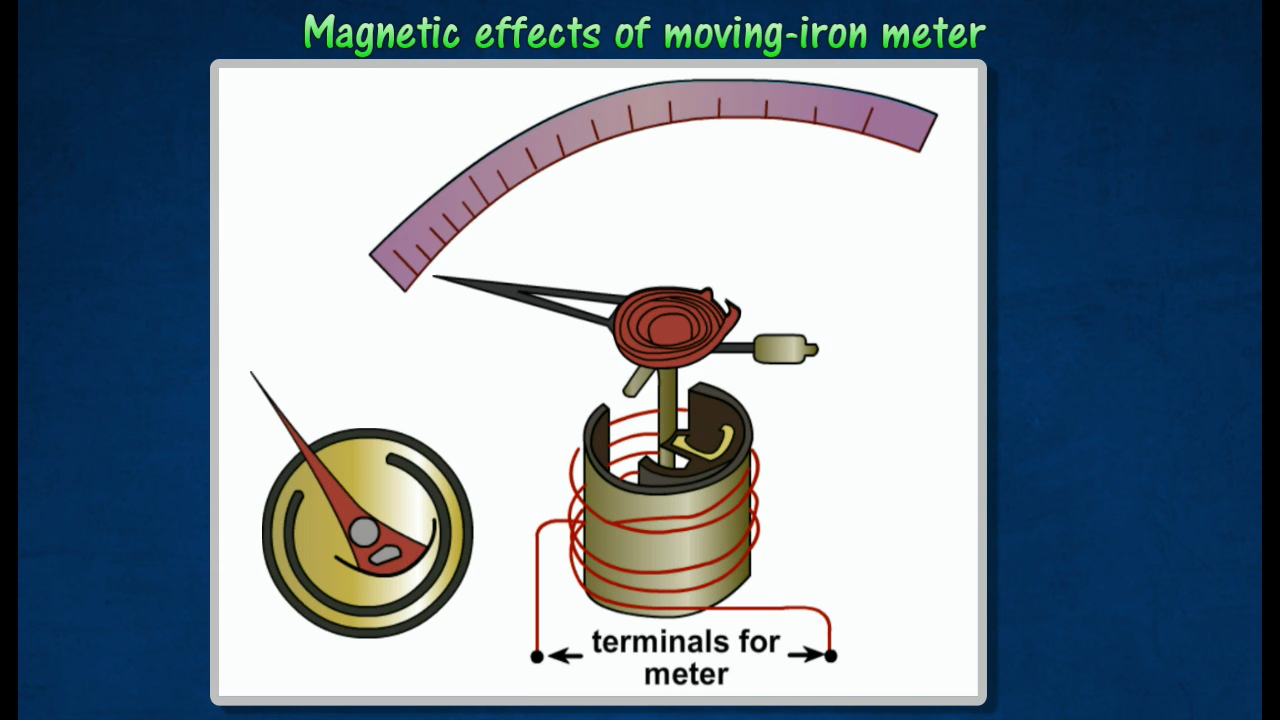 Magnetic effects of moving-iron meter
terminals for
meter